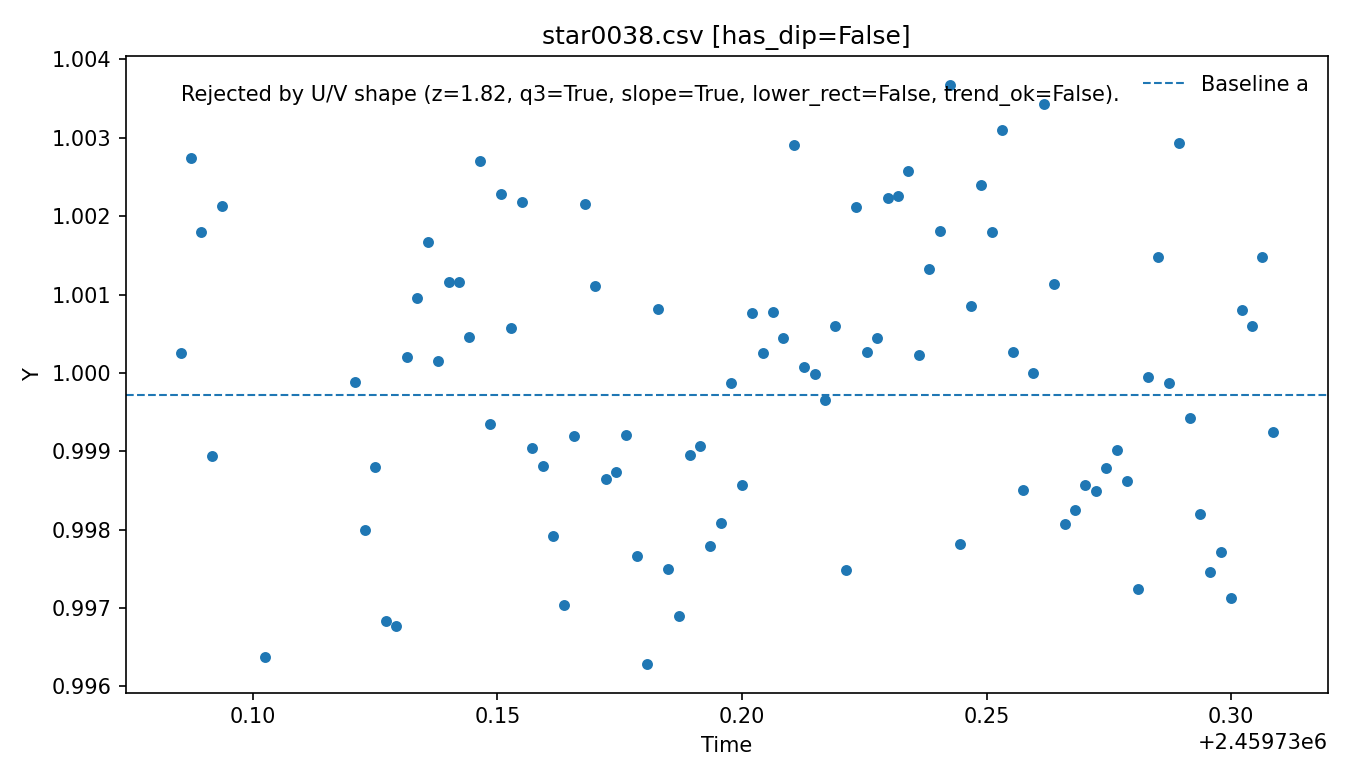 star0038.csv [has_dip=False]
Rejected by U/V shape (z=1.82, q3=True, slope=True, lower_rect=False, trend_ok=False).
Baseline a
1.004
1.003
1.002
1.001
1.000
0.999
0.998
0.997
0.996
Y
0.10
0.15
0.20
0.25
0.30
Time
+2.45973e6